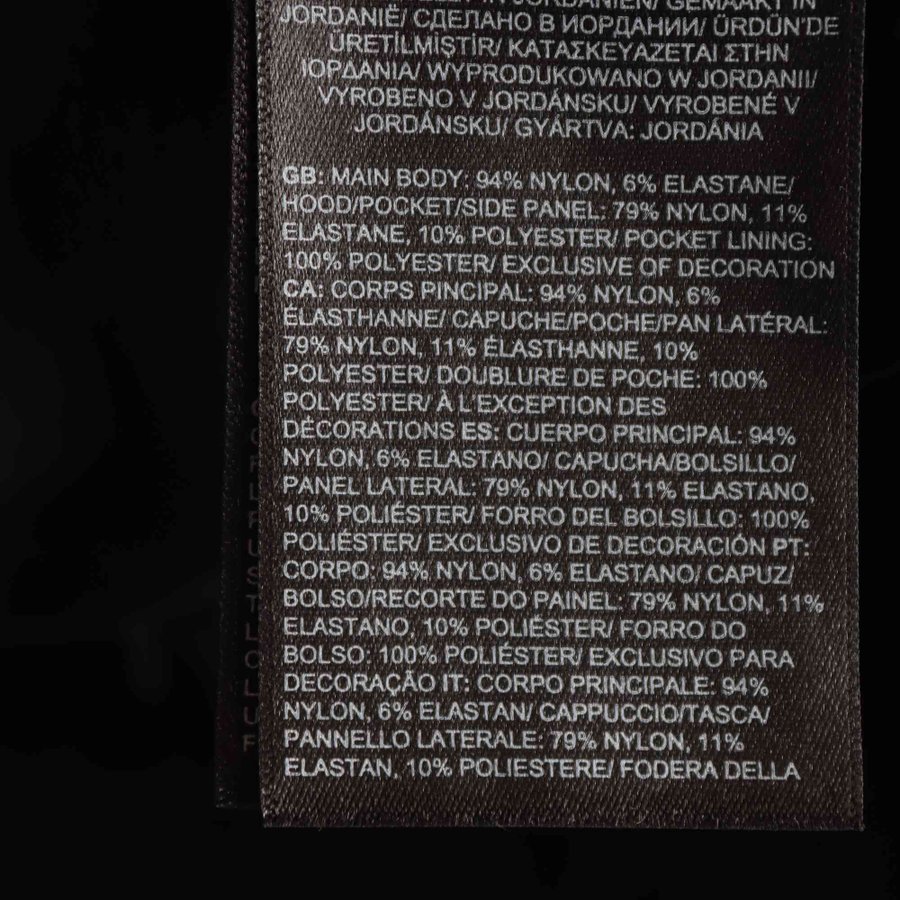 IN JORDANIEN/ GEMAAKT IN
JORDANIË/ СДЕЛАНО В ИОРДАНИИ/ ÜRDÜN'DE
ÜRETİLMİŞTİR/ ΚΑΤΑΣΚΕΥΑΖΕΤΑΙ ΣΤΗΝ
ΙΟΡΔΑΝΙΑ/ WYPRODUKOWANO W JORDANII/
VYROBENO V JORDÁNSKU/ VYROBENÉ V
JORDÁNSKU/ GYÁRTVA: JORDÁNIA
GB: MAIN BODY: 94% NYLON, 6% ELASTANE/
HOOD/POCKET/SIDE PANEL: 79% NYLON, 11%
ELASTANE, 10% POLYESTER/ POCKET LINING:
100% POLYESTER/ EXCLUSIVE OF DECORATION
CA: CORPS PINCIPAL: 94% NYLON, 6%
ÉLASTHANNE/ CAPUCHE/POCHE/PAN LATÉRAL:
79% NYLON, 11% ÉLASTHANNE, 10%
POLYESTER/ DOUBLURE DE POCHE: 100%
POLYESTER/ À L'EXCEPTION DES
DÉCORATIONS ES: CUERPO PRINCIPAL: 94%
NYLON, 6% ELASTANO/ CAPUCHA/BOLSILLO/
PANEL LATERAL: 79% NYLON, 11% ELASTANO,
10% POLIÉSTER/ FORRO DEL BOLSILLO: 100%
POLIÉSTER/ EXCLUSIVO DE DECORACIÓN PT:
CORPO: 94% NYLON, 6% ELASTANO/ CAPUZ/
BOLSO/RECORTE DO PAINEL: 79% NYLON, 11%
ELASTANO, 10% POLIÉSTER/ FORRO DO
BOLSO: 100% POLIÉSTER/ EXCLUSIVO PARA
DECORAÇÃO IT: CORPO PRINCIPALE: 94%
NYLON, 6% ELASTAN/ CAPPUCCIO/TASCA/
PANNELLO LATERALE: 79% NYLON, 11%
ELASTAN, 10% POLIESTERE/ FODERA DELLA